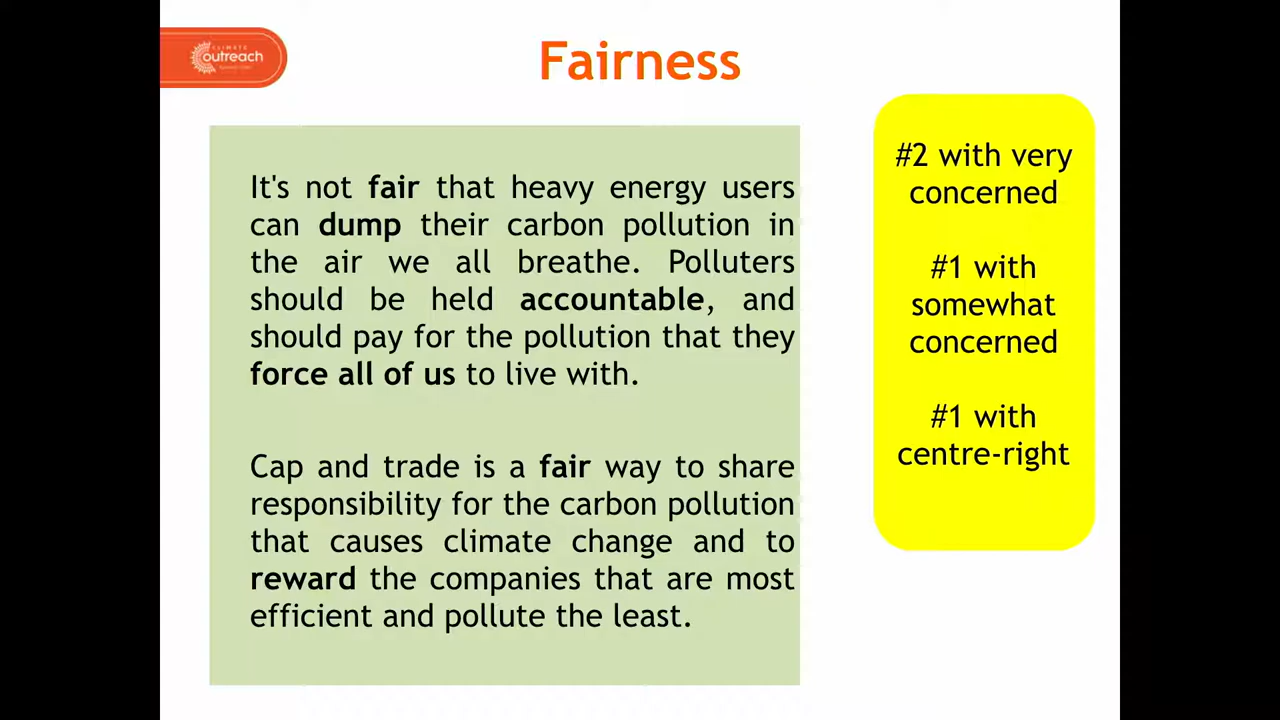 CLIMATE
outreach
Fairness
It's not fair that heavy energy users
can dump their carbon pollution in
the air we all breathe. Polluters
should be held accountable, and
should pay for the pollution that they
force all of us to live with.
Cap and trade is a fair way to share
responsibility for the carbon pollution
that causes climate change and to
reward the companies that are most
efficient and pollute the least.
#2 with very
concerned
#1 with
somewhat
concerned
#1 with
centre-right